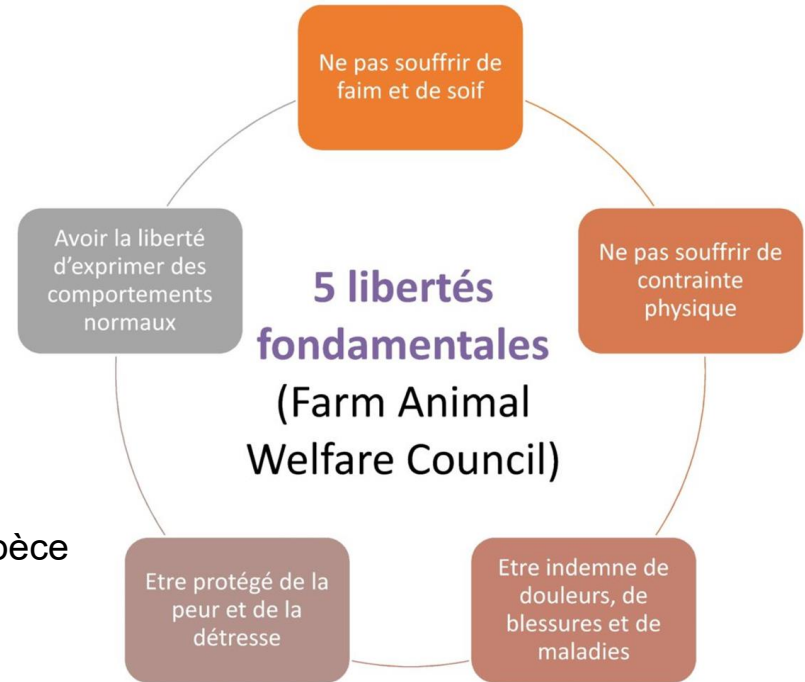 Ne pas souffrir de
faim et de soif
Ne pas souffrir de
contrainte
physique
Etre indemne de
douleurs, de
blessures et de
maladies
Etre protégé de la
peur et de la
détresse
Avoir la liberté
d'exprimer des
comportements
normaux
5 libertés
fondamentales
(Farm Animal
Welfare Council)
pèce